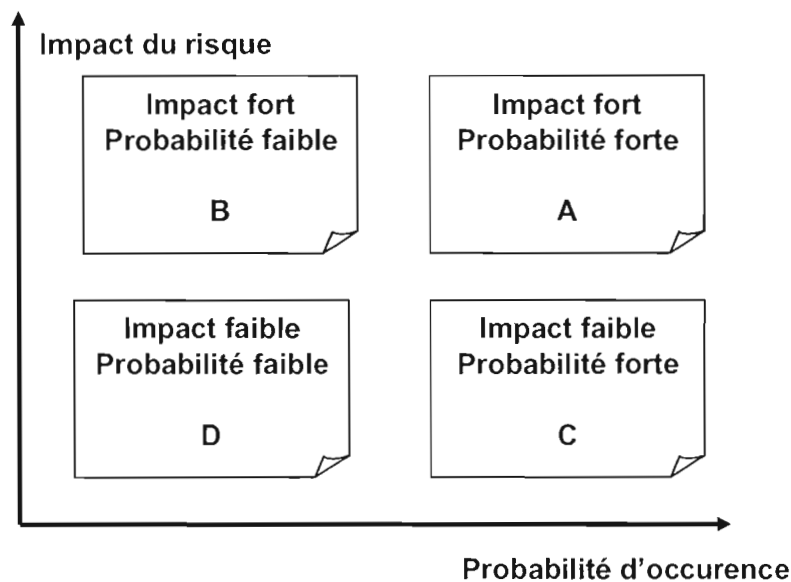 Impact du risque
Impact fort
Probabilité faible
B
Impact fort
Probabilité forte
A
Impact faible
Probabilité faible
D
Impact faible
Probabilité forte
C
Probabilité d'occurence